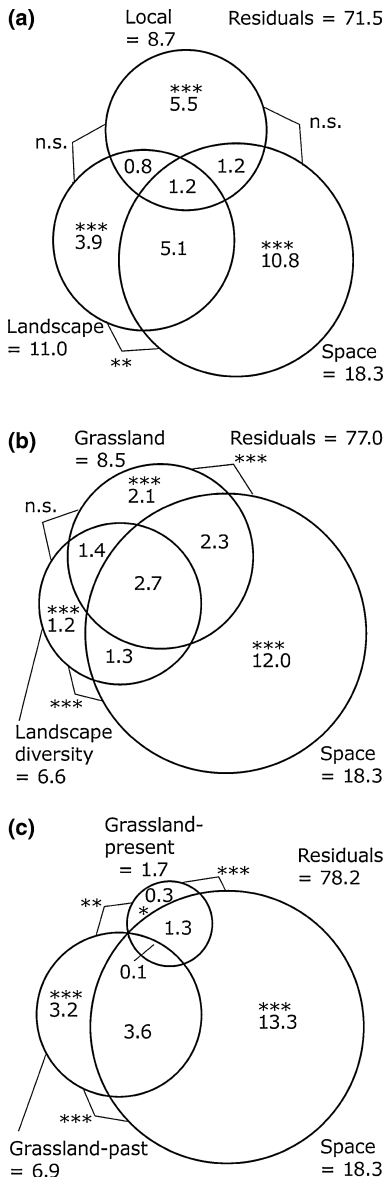 (a)
Local
= 8.7
Residuals = 71.5
***
5.5
n.s.
n.s.
0.8
1.2
1.2
***
3.9
5.1
***
10.8
Landscape
= 11.0
**
Space
= 18.3
(b)
Grassland
= 8.5
Residuals = 77.0
***
***
2.1
n.s.
1.4
2.3
2.7
***
1.2
1.3
***
12.0
***
Landscape
diversity
= 6.6
Space
= 18.3
(c)
Grassland-
present
= 1.7
Residuals
= 78.2
***
**
0.3
*
1.3
0.1
***
3.2
3.6
***
13.3
***
Grassland-past
= 6.9
Space
= 18.3